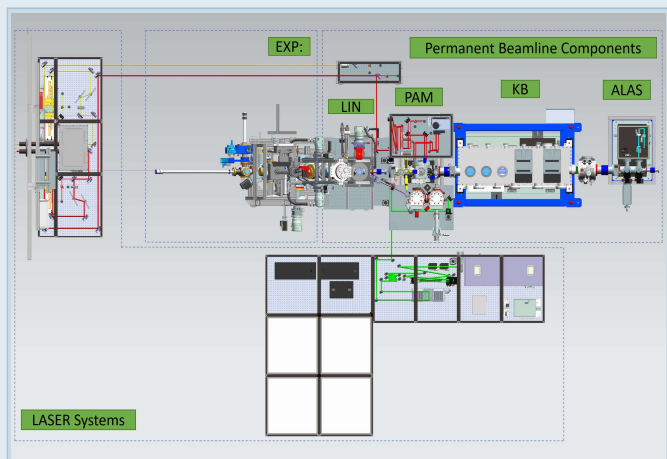 EXP:
Permanent Beamline Components
LIN
PAM
KB
ALAS
LASER Systems